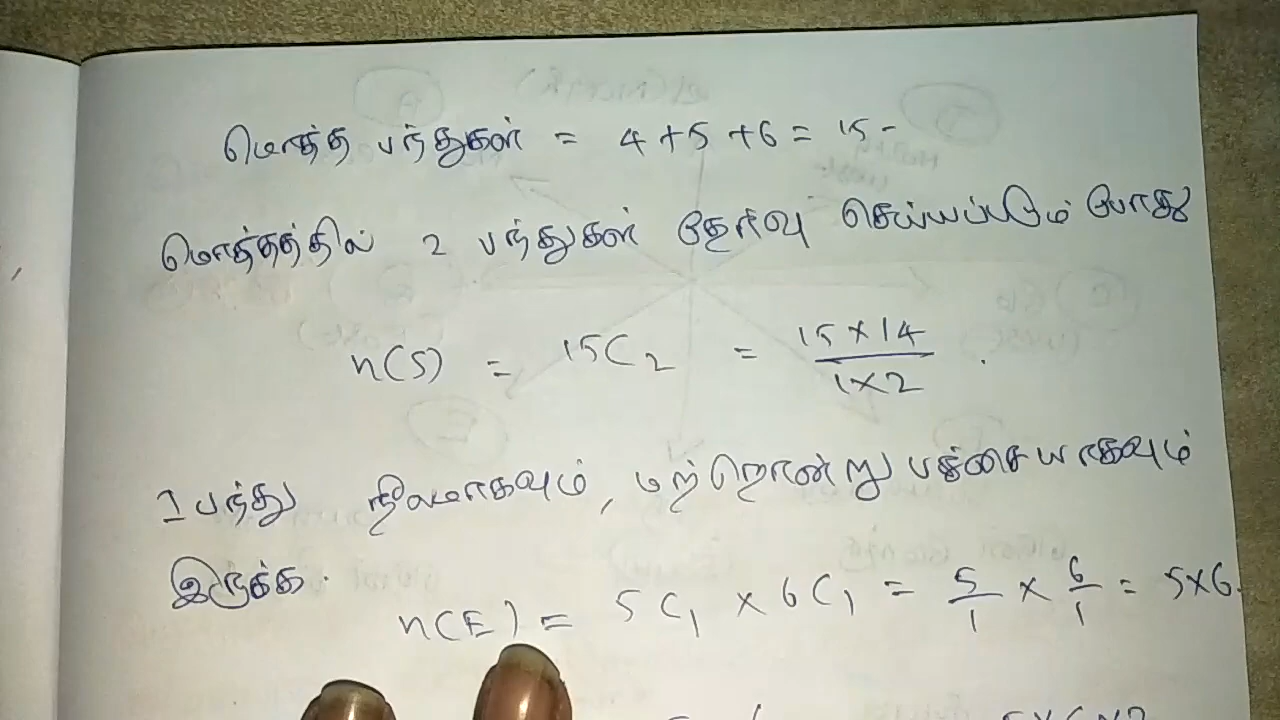 மொத்த பந்துகள் = 4 + 5 + 6 = 15 -
மொத்தத்தில் 2 பந்துகள் தேர்வு செய்யப்படும் போது
n(S) = 15C2 = 15 × 14 / 1×2 .
1 பந்து நீலமாகவும், மற்றொன்று பச்சையாகவும்
இருக்க.
n(E) = 5C1 × 6C1 = 5/1 × 6/1 = 5×6.